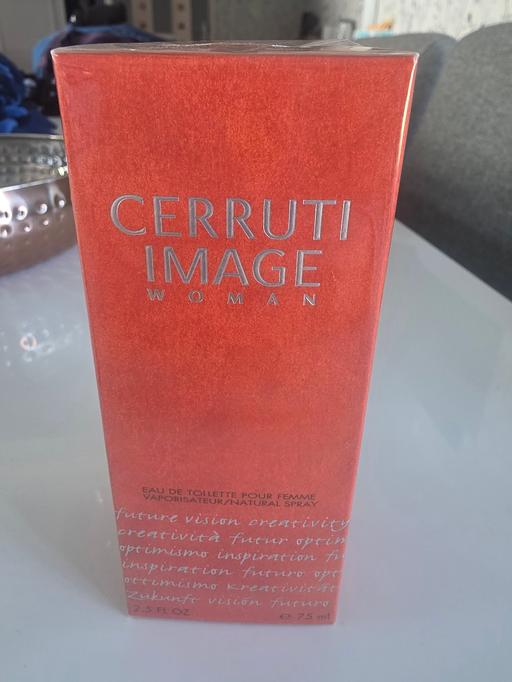 CERRUTI
IMAGE
WOMAN
EAU DE TOILETTE POUR FEMME
VAPORISATEUR/NATURAL SPRAY
future vision creativity
creatività futur optim
optimismo inspiration fu
inspiration futuro opt
ottimismo Kreativität
Zukunft visión futuro
2.5 FL OZ ℮ 75 ml